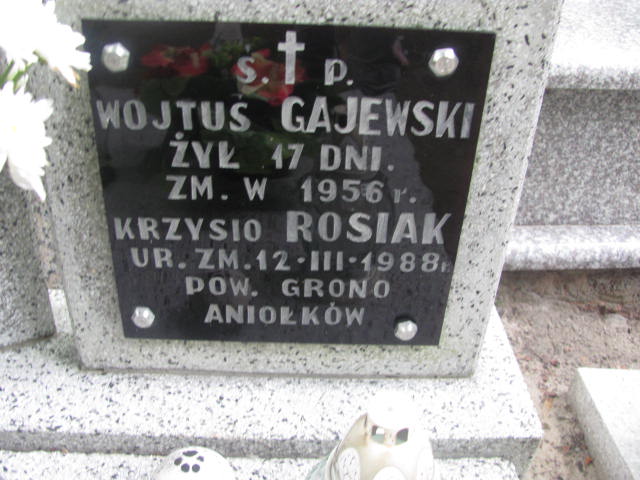 Ś. † P.
WOJTUŚ GAJEWSKI
ŻYŁ 17 DNI.
ZM. W 1956 r.
KRZYSIO ROSIAK
UR. ZM. 12·III·1988 r.
POW. GRONO
ANIOŁKÓW